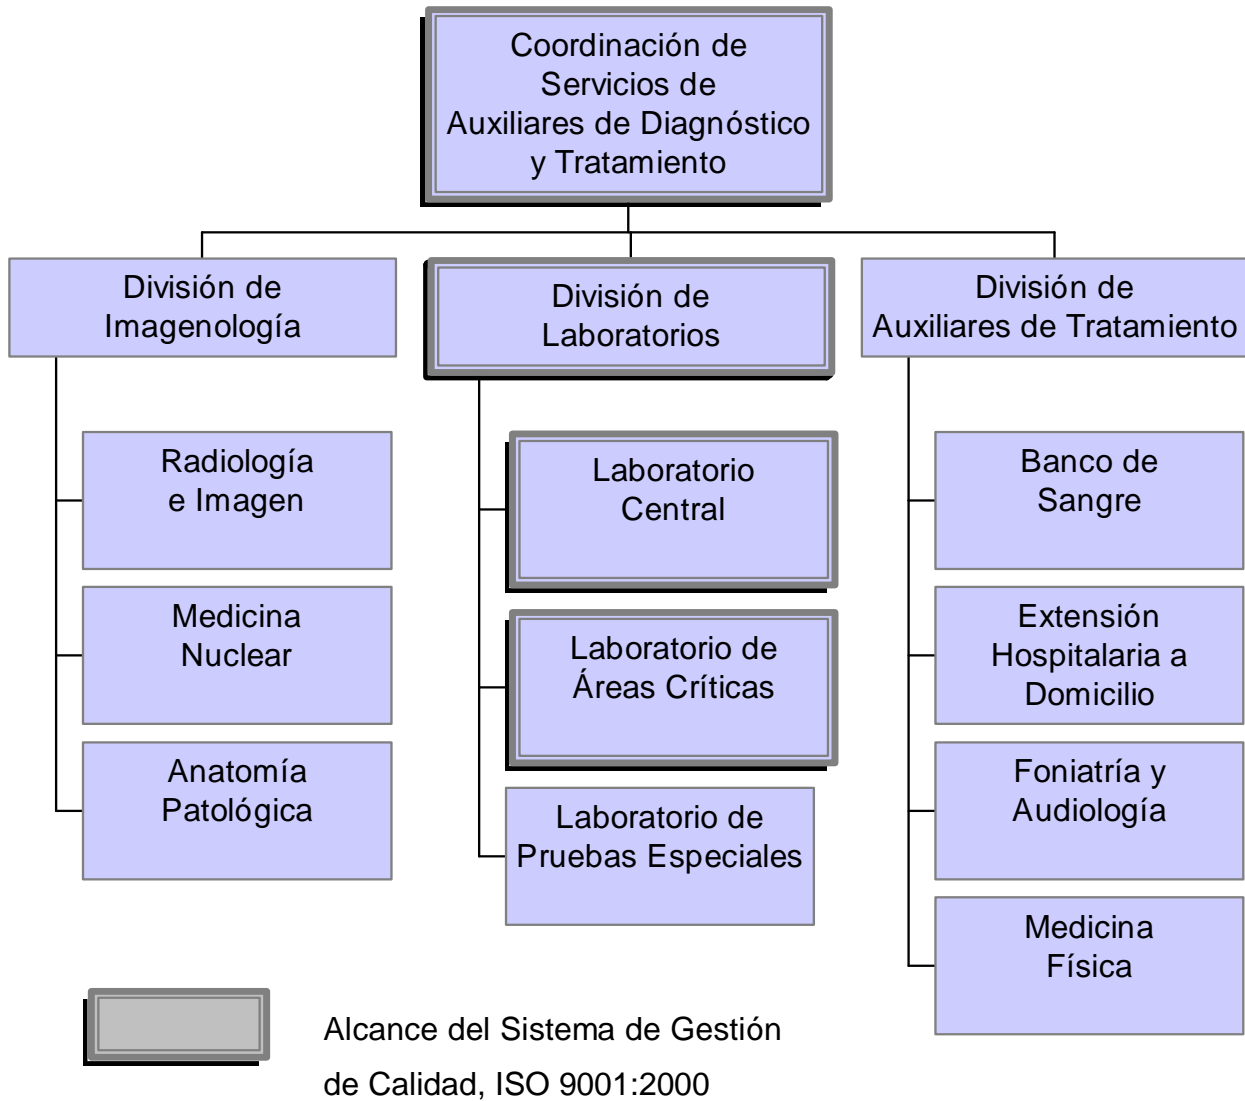 Coordinación de
Servicios de
Auxiliares de Diagnóstico
y Tratamiento
División de
Imagenología
División de
Laboratorios
División de
Auxiliares de Tratamiento
Radiología
e Imagen
Medicina
Nuclear
Anatomía
Patológica
Laboratorio
Central
Laboratorio de
Áreas Críticas
Laboratorio de
Pruebas Especiales
Banco de
Sangre
Extensión
Hospitalaria a
Domicilio
Foniatría y
Audiología
Medicina
Física
Alcance del Sistema de Gestión
de Calidad, ISO 9001:2000